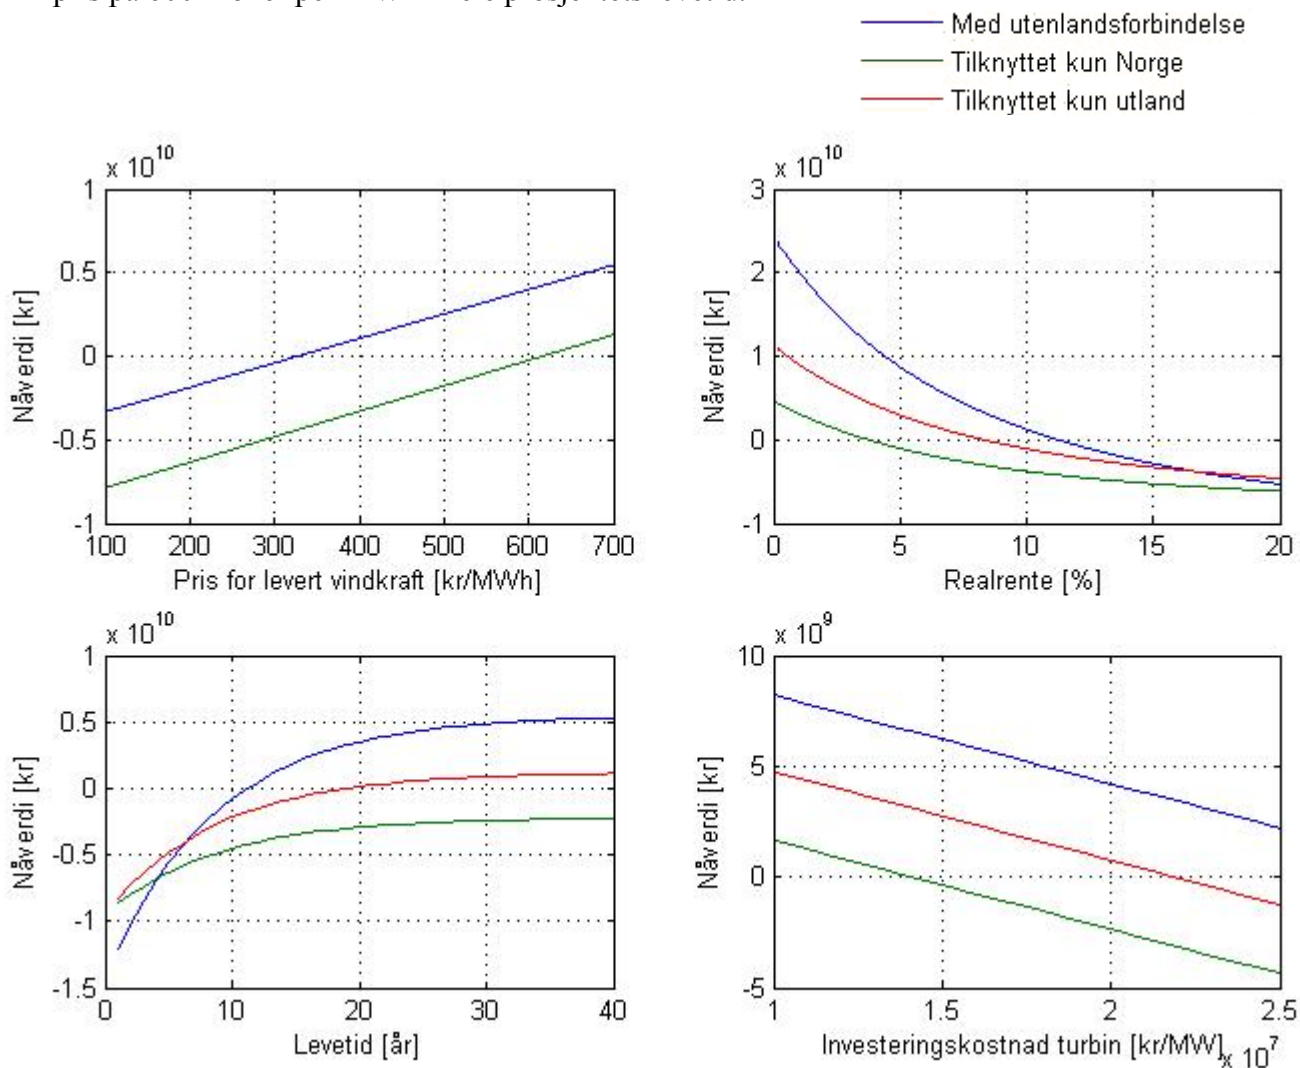 Med utenlandsforbindelse
Tilknyttet kun Norge
Tilknyttet kun utland
x 10^10
1
0.5
0
-0.5
-1
100 200 300 400 500 600 700
Nåverdi [kr]
Pris for levert vindkraft [kr/MWh]
x 10^10
3
2
1
0
-1
0 5 10 15 20
Nåverdi [kr]
Realrente [%]
x 10^10
1
0.5
0
-0.5
-1
-1.5
0 10 20 30 40
Nåverdi [kr]
Levetid [år]
x 10^9
10
5
0
-5
1 1.5 2 2.5
Nåverdi [kr]
Investeringskostnad turbin [kr/MW]
x 10^7